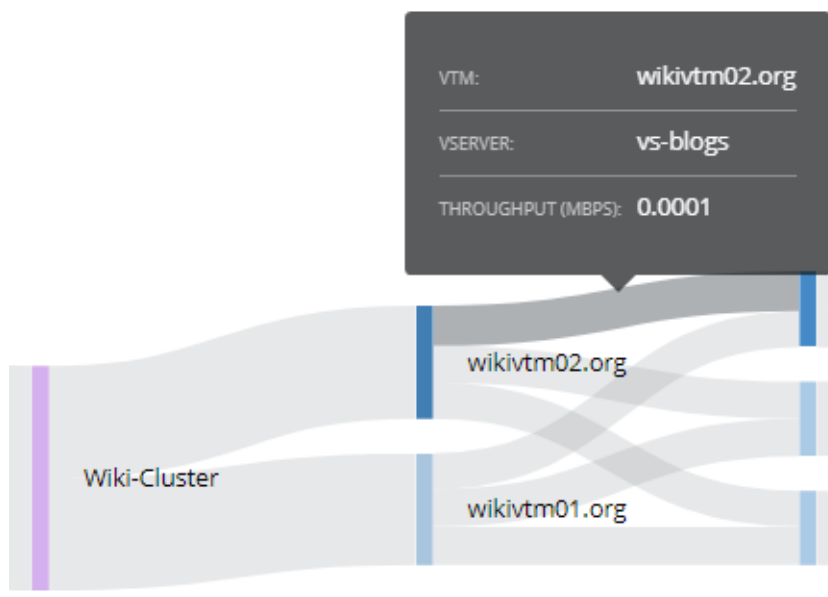 VTM: wikivtm02.org
VSERVER: vs-blogs
THROUGHPUT (MBPS): 0.0001
wikivtm02.org
Wiki-Cluster
wikivtm01.org